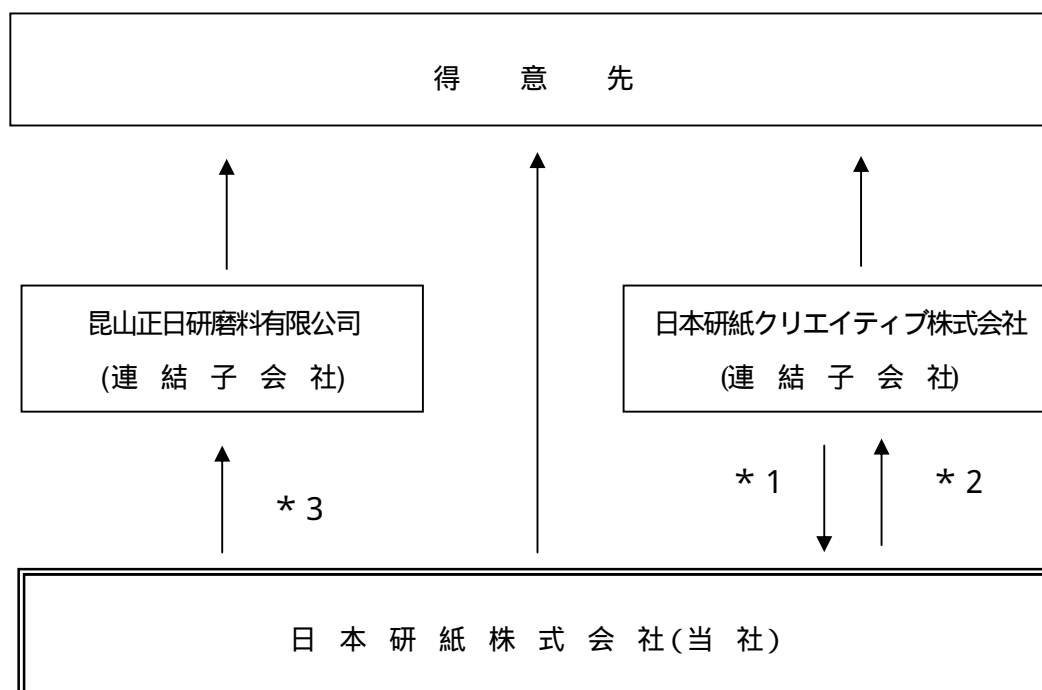 得意先
昆山正日研磨料有限公司
(連結子会社)
日本研紙クリエイティブ株式会社
(連結子会社)
*1
*2
*3
日本研紙株式会社(当社)